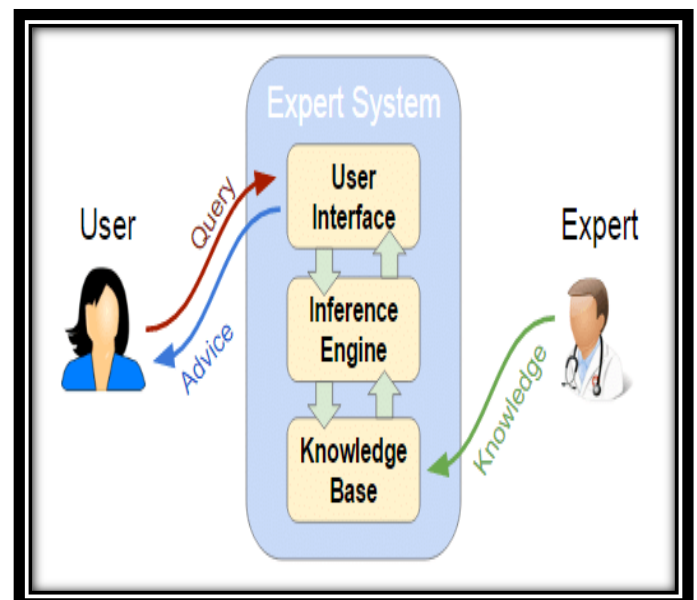 Expert System
User
Interface
Query
User
Expert
Advice
Inference
Engine
Knowledge
Knowledge
Base